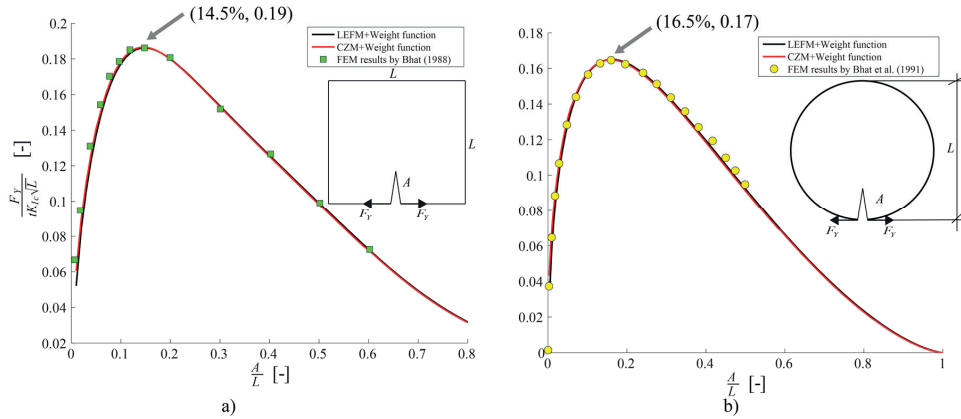 (14.5%, 0.19)
LEFM+Weight function
CZM+Weight function
FEM results by Bhat (1988)
L
L
A
F_Y
F_Y
0.2
0.18
0.16
0.14
0.12
0.1
0.08
0.06
0.04
0.02
F_Y / tK_{Ic}√L [-]
0 0.1 0.2 0.3 0.4 0.5 0.6 0.7 0.8
A/L [-]
a)
(16.5%, 0.17)
LEFM+Weight function
CZM+Weight function
FEM results by Bhat et al. (1991)
L
A
F_Y
F_Y
0.2
0.18
0.16
0.14
0.12
0.1
0.08
0.06
0.04
0.02
0
0 0.2 0.4 0.6 0.8 1
A/L [-]
b)